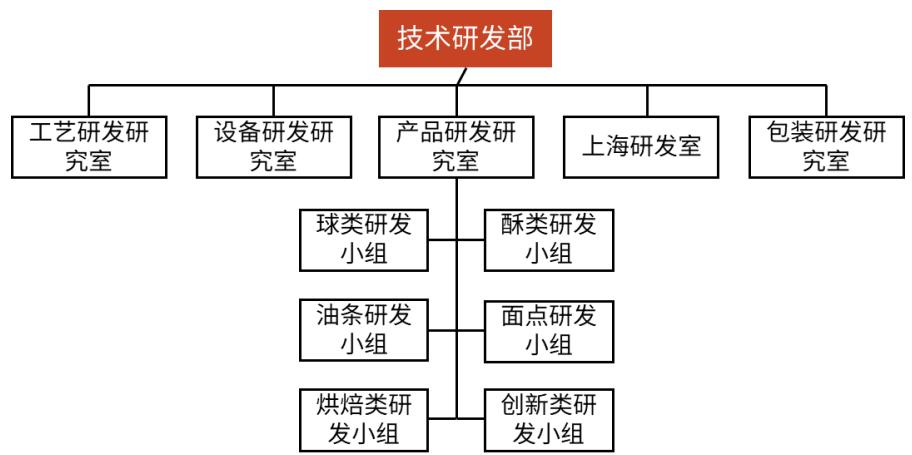 技术研发部
工艺研发研
究室
设备研发研
究室
产品研发研
究室
上海研发室
包装研发研
究室
球类研发
小组
酥类研发
小组
油条研发
小组
面点研发
小组
烘焙类研
发小组
创新类研
发小组